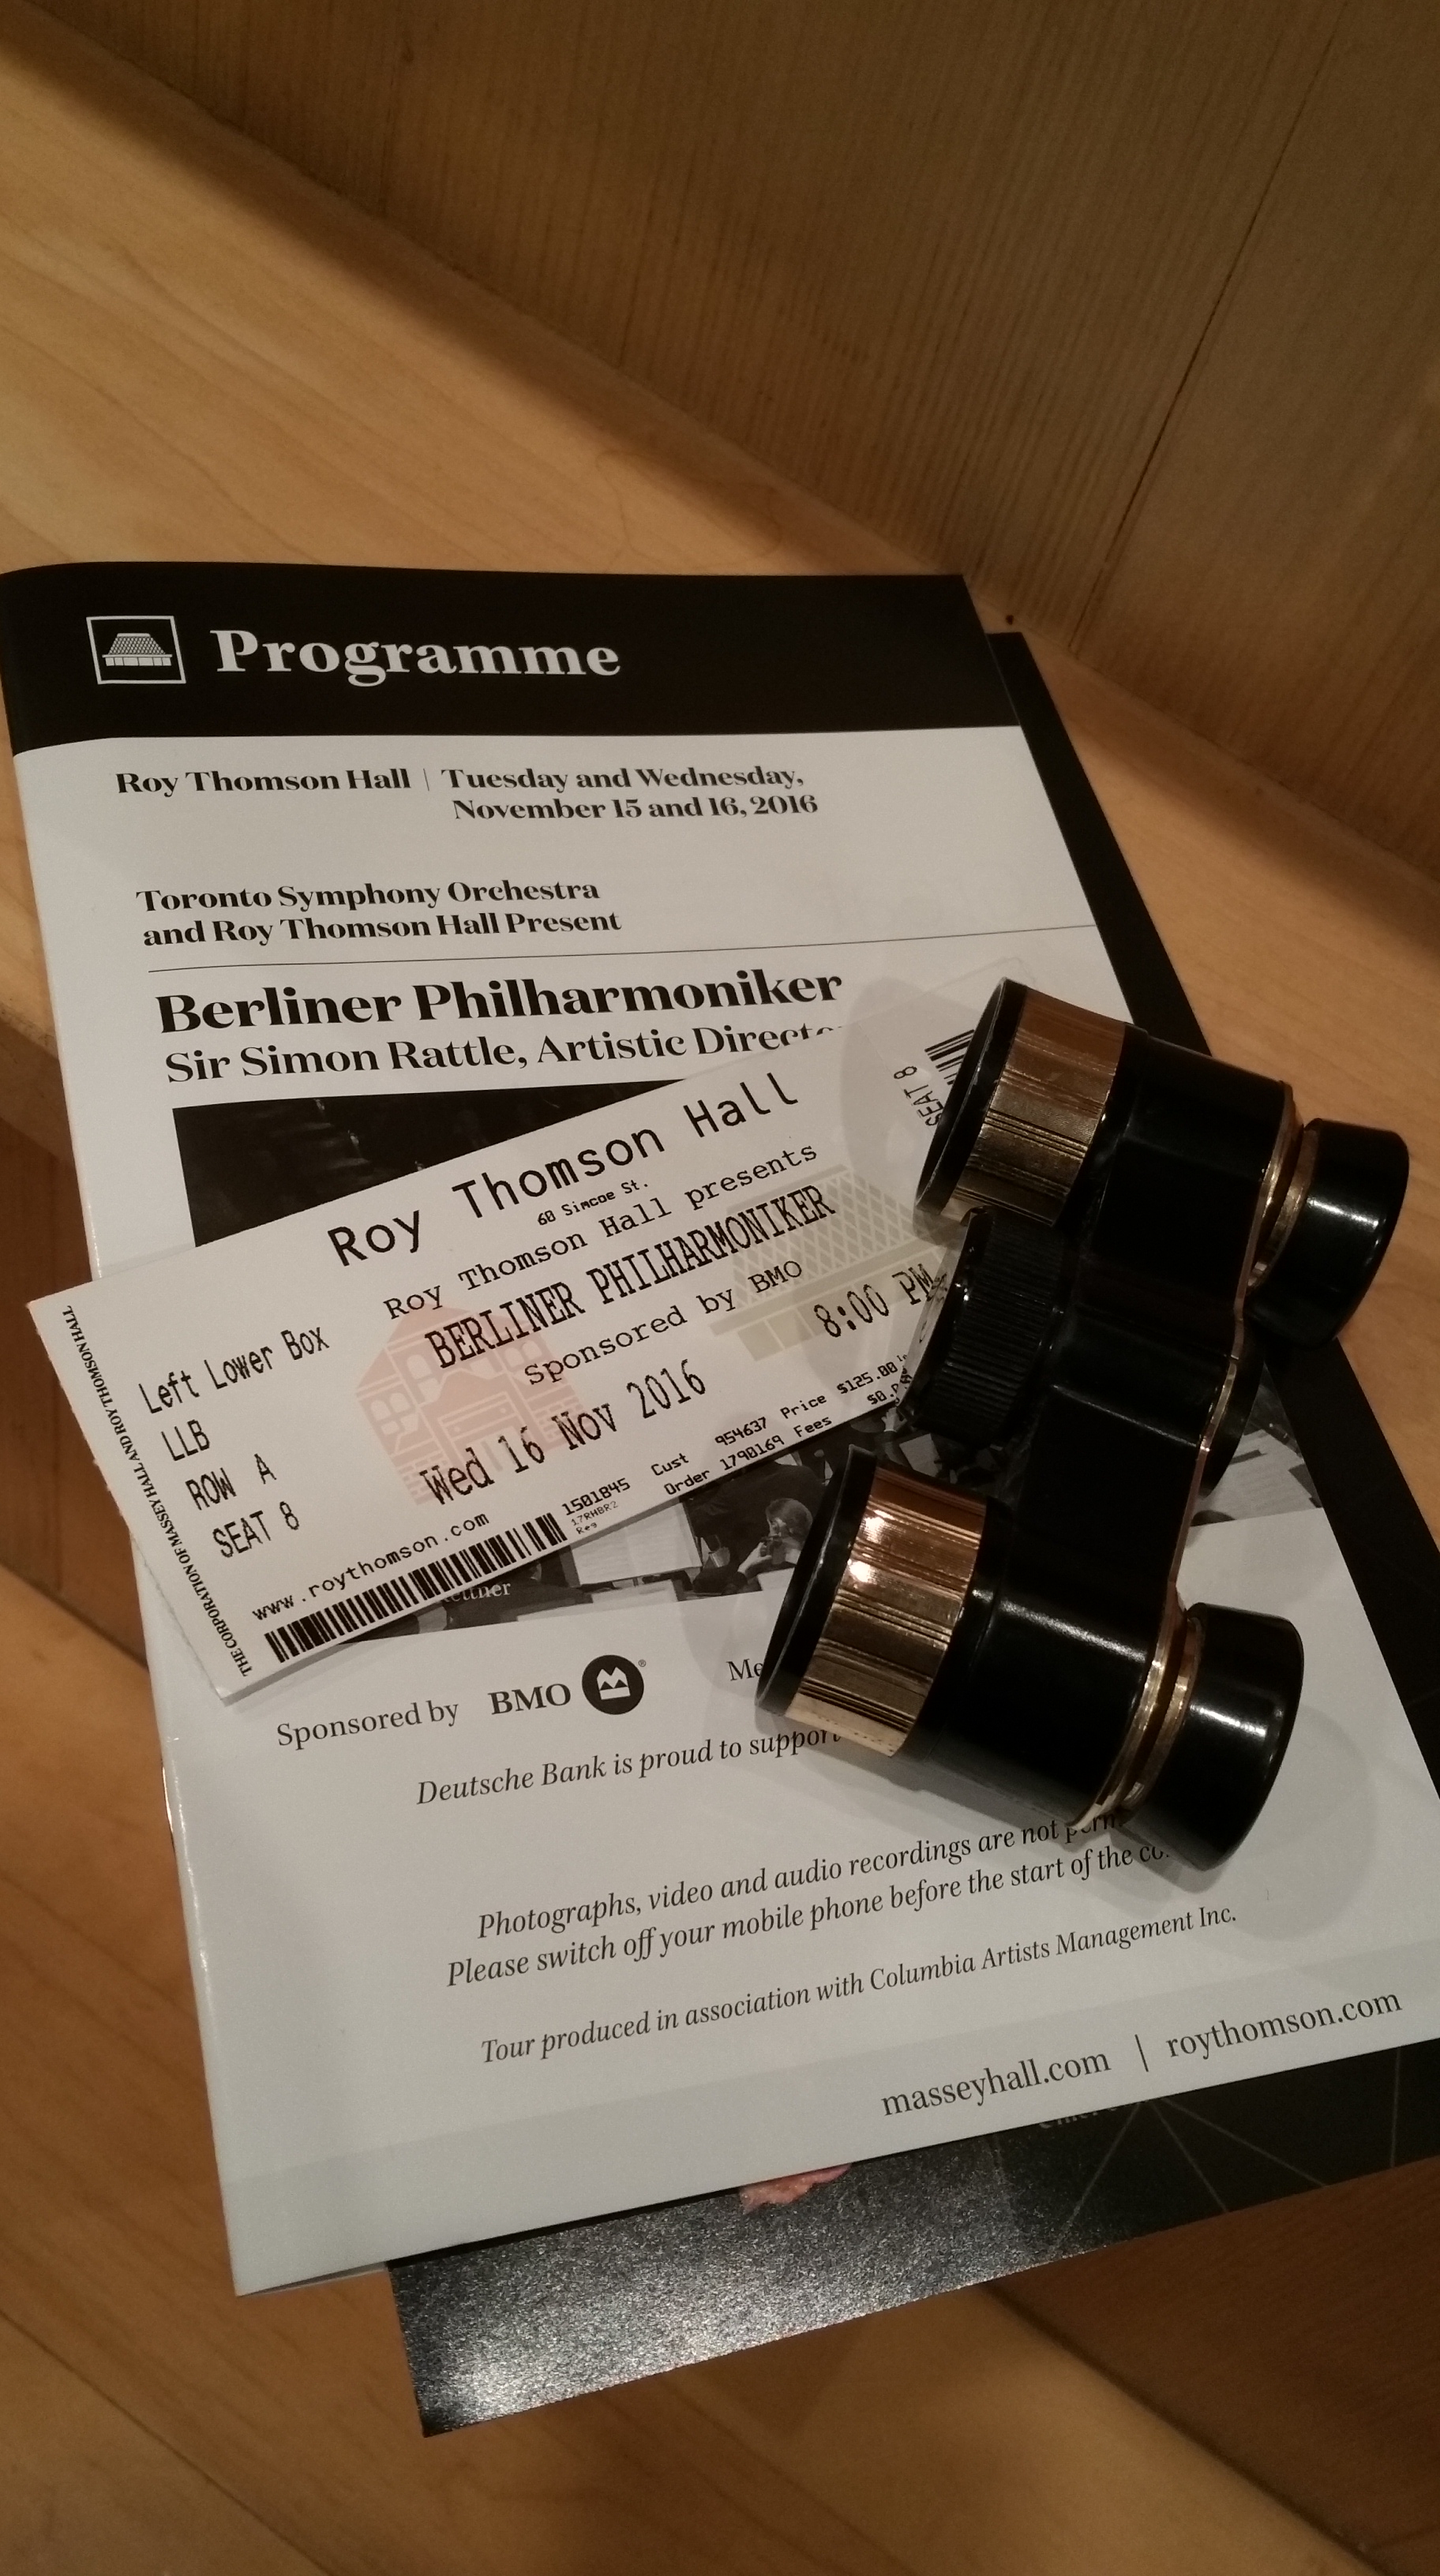 Programme
Roy Thomson Hall | Tuesday and Wednesday,
November 15 and 16, 2016
Toronto Symphony Orchestra
and Roy Thomson Hall Present
Berliner Philharmoniker
Sir Simon Rattle, Artistic
Roy Thomson Hall
60 Simcoe St.
Roy Thomson Hall presents
BERLINER PHILHARMONIKER
Sponsored by BMO
Wed 16 Nov 2016 8:00 PM
THE CORPORATION OF MASSEY HALL AND ROY THOMSON HALL
Left Lower Box
LLB
ROW A
SEAT 8
www.roythomson.com
1501845
17RHBR2
Reg
Cust 954637 Price $125.00
Order 1790169 Fees
SEAT 8
Sponsored by BMO
Deutsche Bank is proud to support
Photographs, video and audio recordings are not
Please switch off your mobile phone before the start of the
Tour produced in association with Columbia Artists Management Inc.
masseyhall.com | roythomson.com